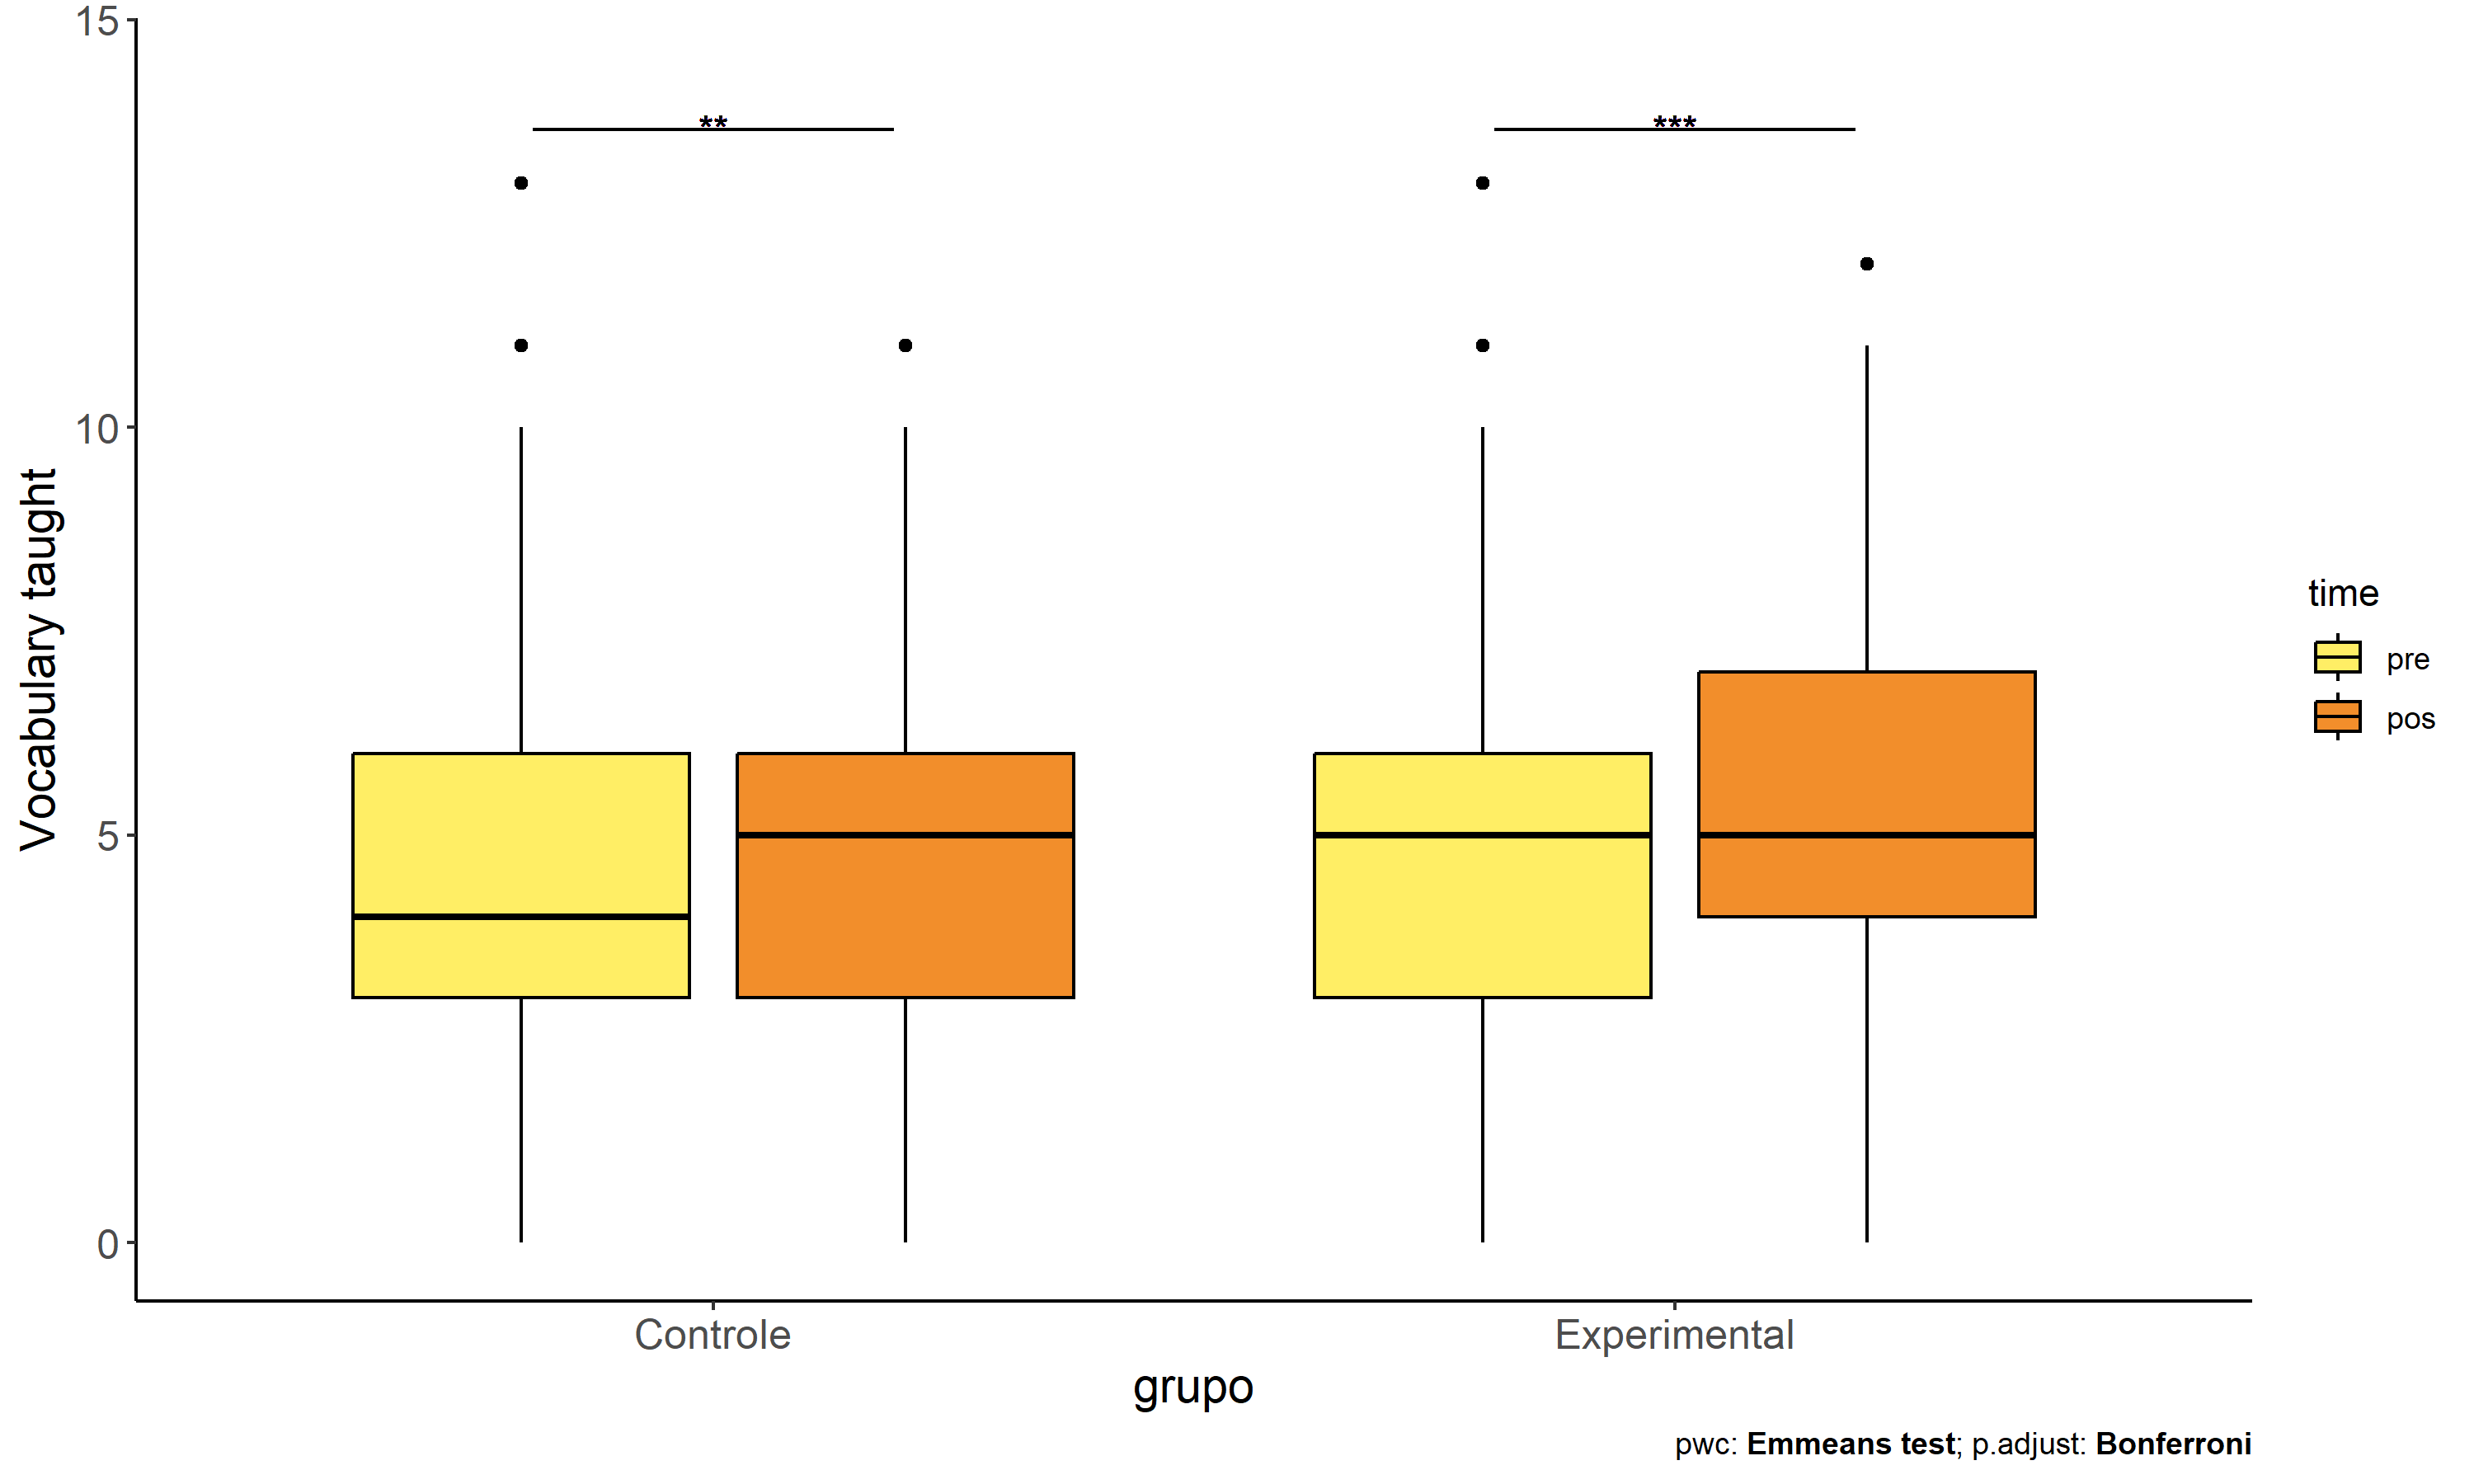 Vocabulary taught
15
10
5
0
**
***
Controle
Experimental
grupo
time
pre
pos
pwc: Emmeans test; p.adjust: Bonferroni